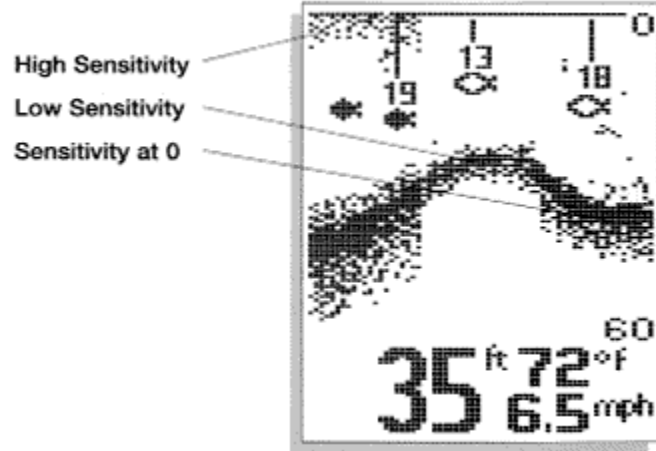 0
High Sensitivity
13
18
Low Sensitivity
19
Sensitivity at 0
60
35 ft 72 °F
6.5 mph